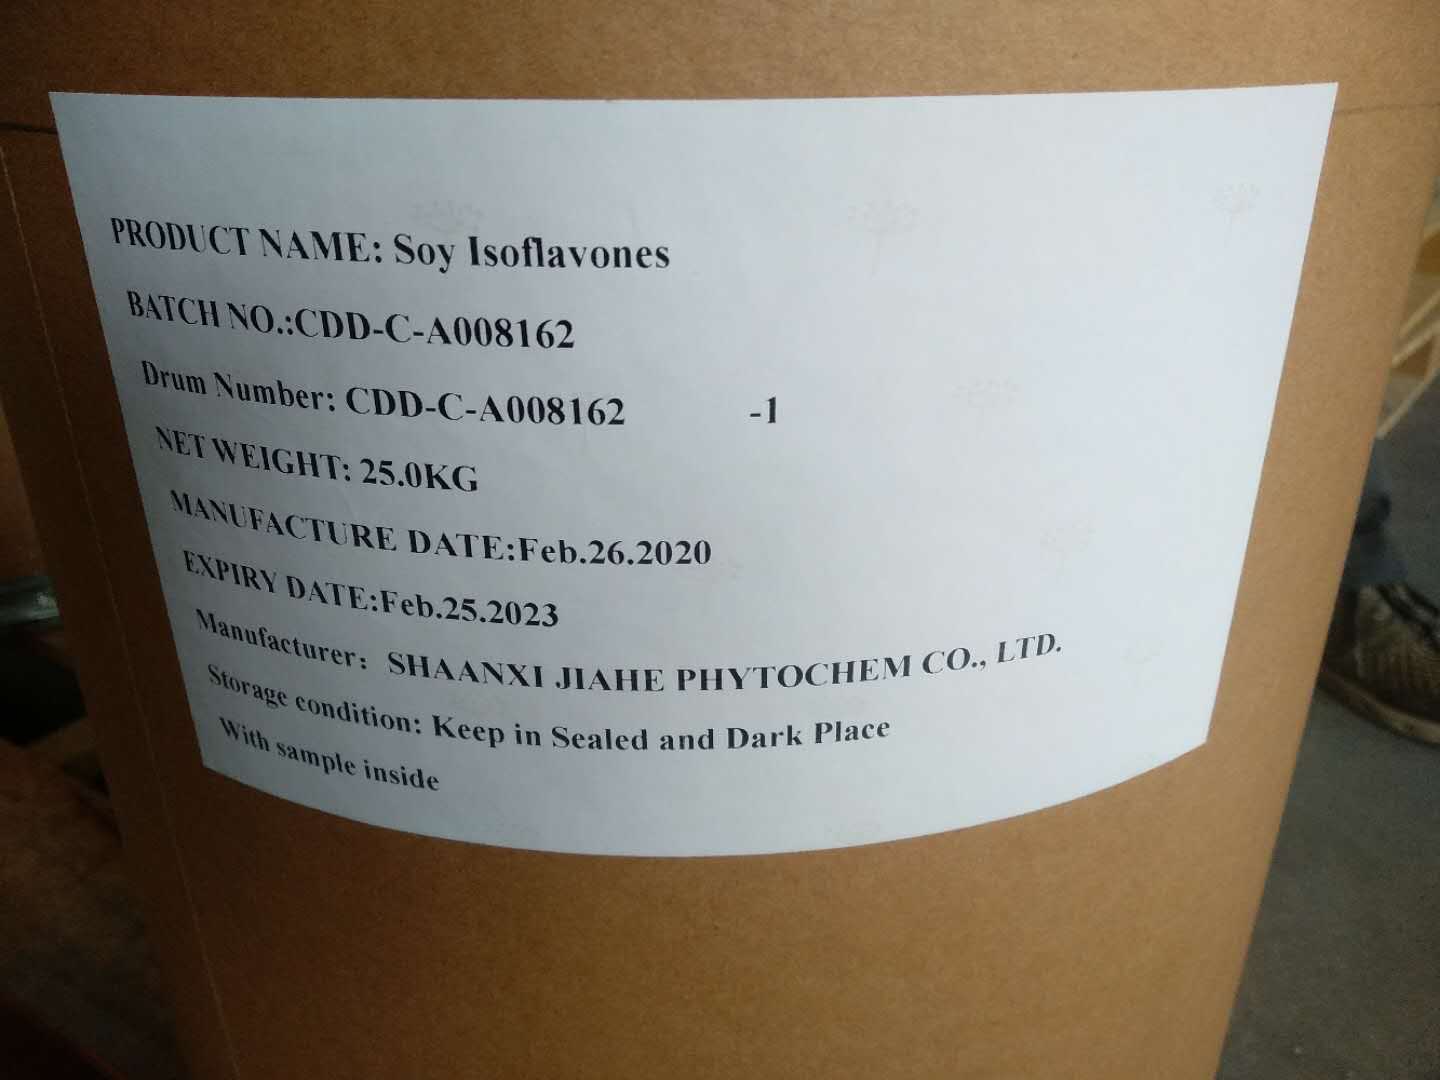 PRODUCT NAME: Soy Isoflavones
BATCH NO.:CDD-C-A008162
Drum Number: CDD-C-A008162 -1
NET WEIGHT: 25.0KG
MANUFACTURE DATE:Feb.26.2020
EXPIRY DATE:Feb.25.2023
Manufacturer: SHAANXI JIAHE PHYTOCHEM CO., LTD.
Storage condition: Keep in Sealed and Dark Place
With sample inside